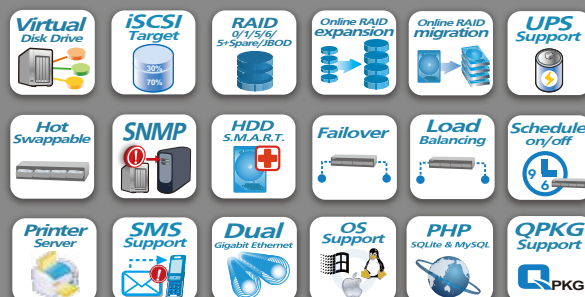 Virtual
Disk Drive
iSCSI
Target
30%
70%
RAID
0/1/5/6/
5+Spare/JBOD
Online RAID
expansion
Online RAID
migration
UPS
Support
Hot
Swappable
SNMP
HDD
S.M.A.R.T.
Failover
Load
Balancing
Schedule
on/off
9
6
Printer
Server
SMS
Support
Dual
Gigabit Ethernet
OS
Support
PHP
SQLite & MySQL
QPKG
Support
QPKG